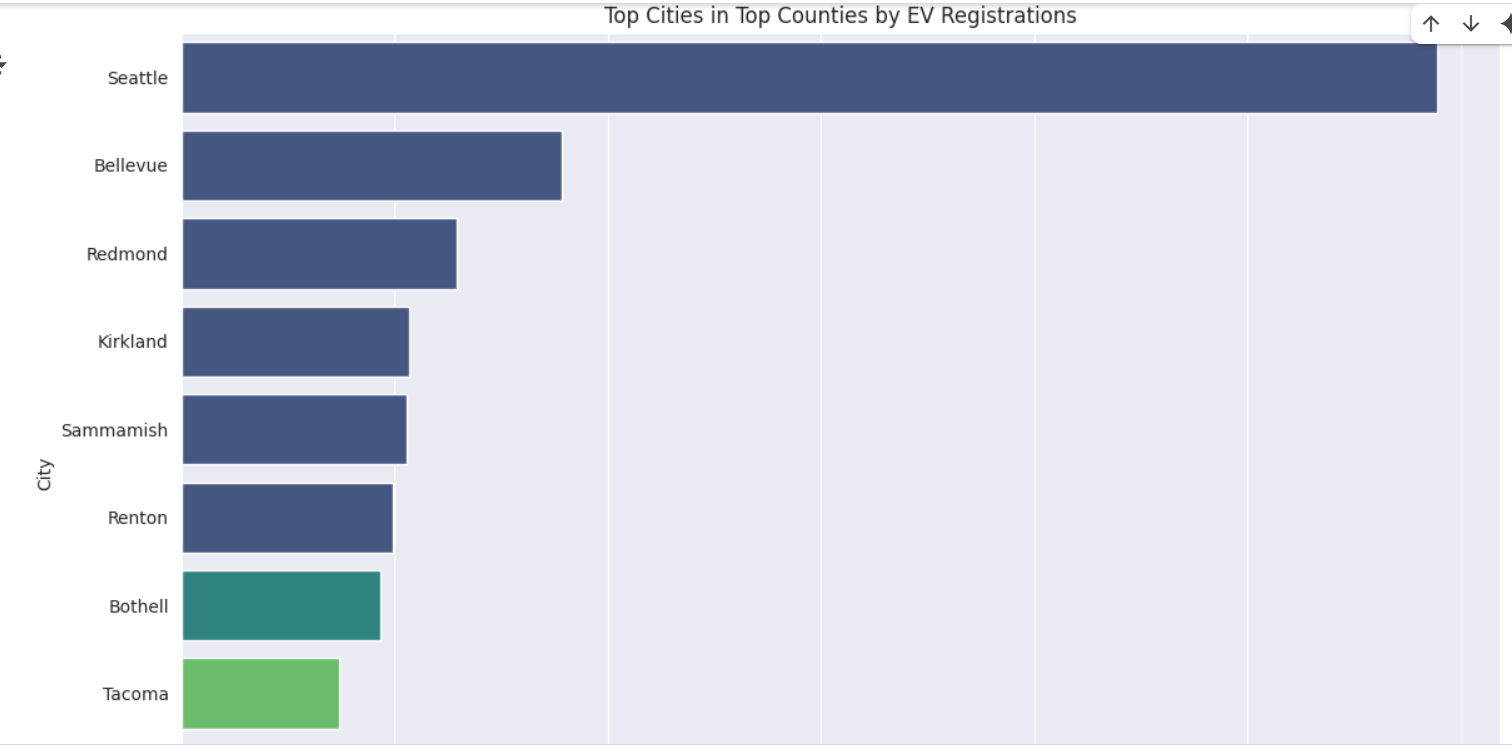 Top Cities in Top Counties by EV Registrations
Seattle
Bellevue
Redmond
Kirkland
Sammamish
City
Renton
Bothell
Tacoma